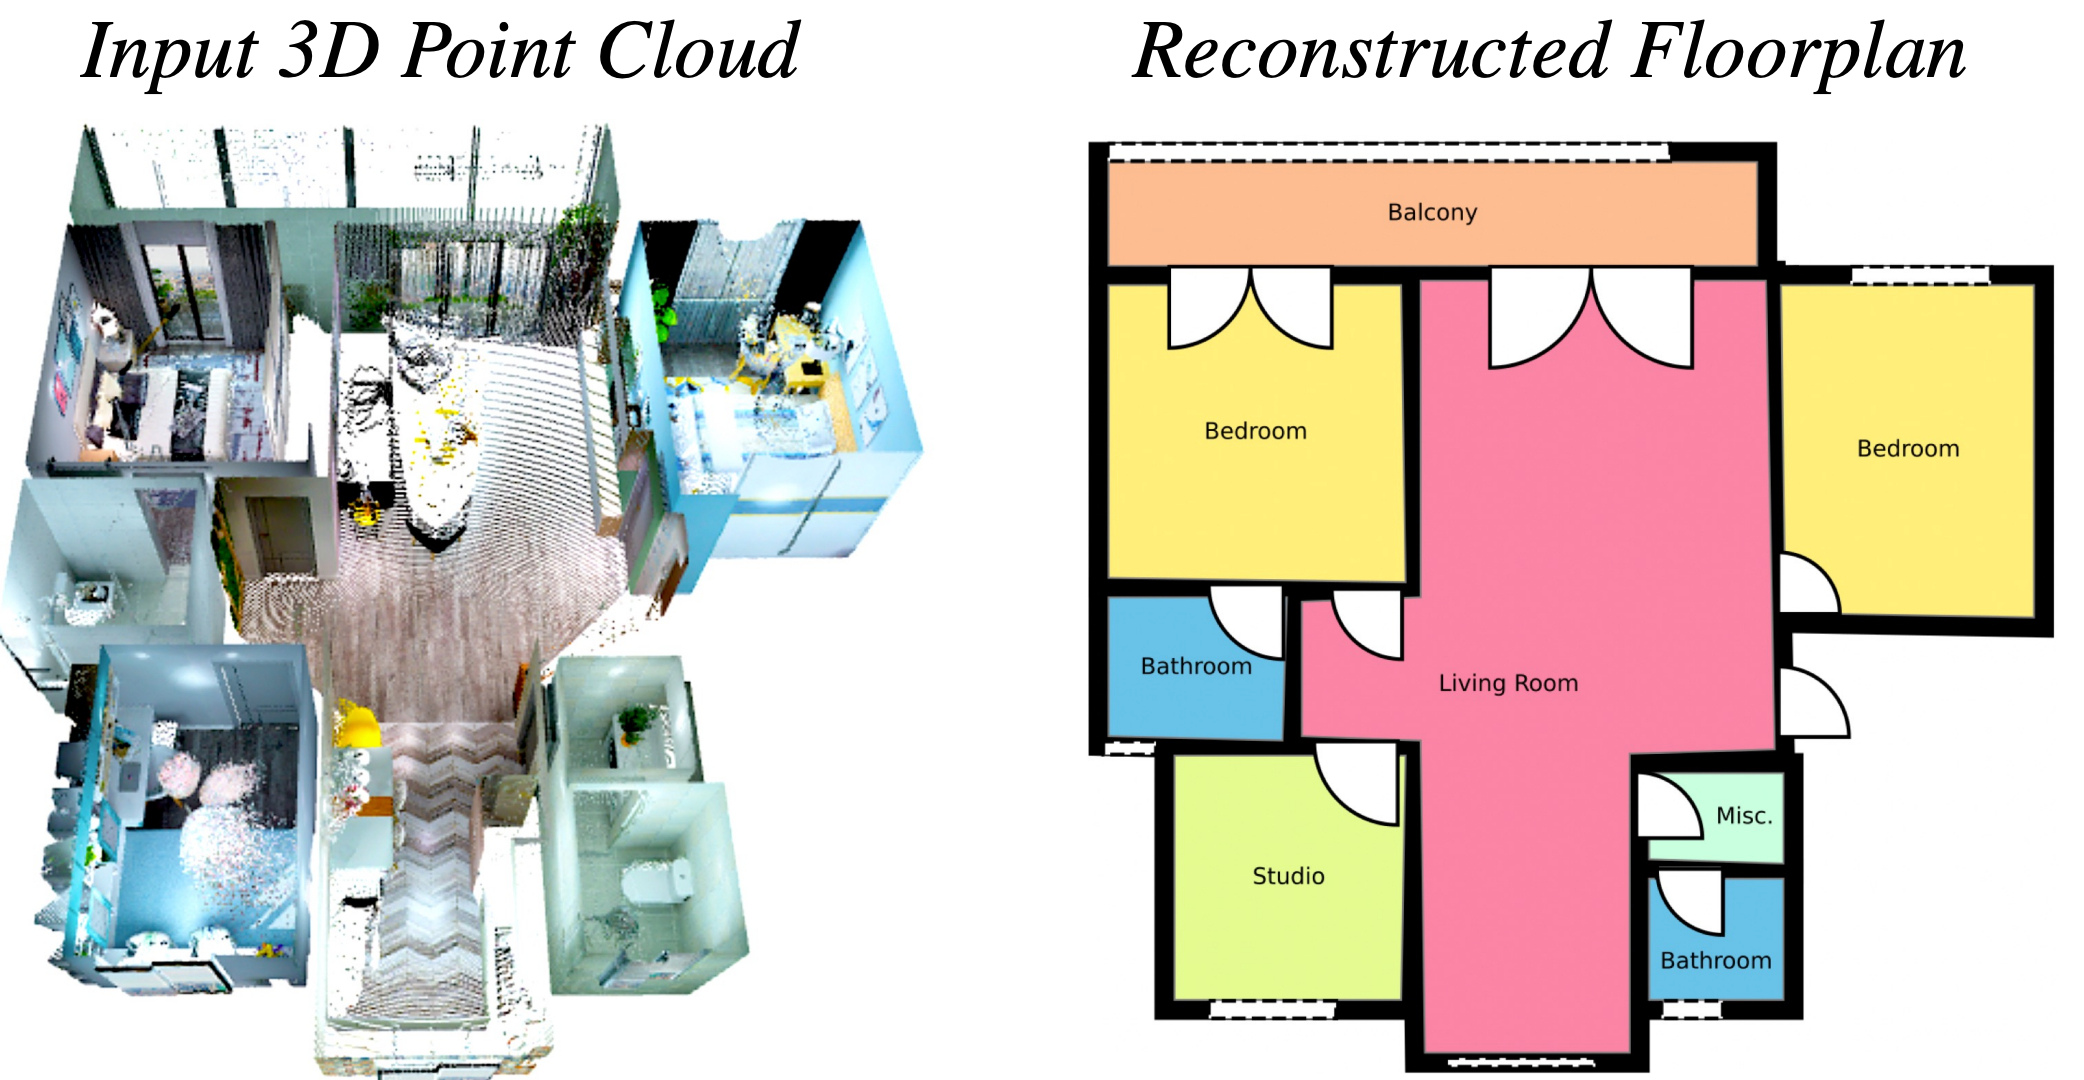 Input 3D Point Cloud
Reconstructed Floorplan
Balcony
Bedroom
Bedroom
Bathroom
Living Room
Misc.
Studio
Bathroom